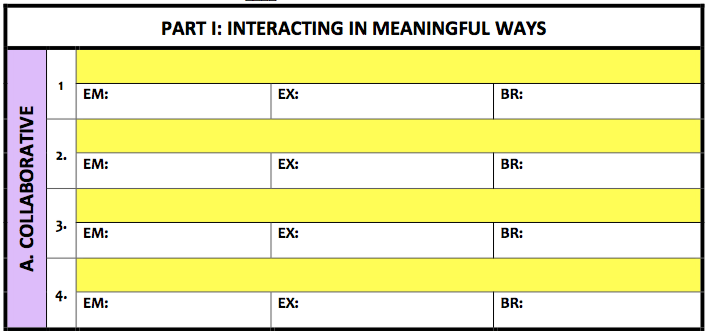 PART I: INTERACTING IN MEANINGFUL WAYS
A. COLLABORATIVE
1
EM: EX: BR:
2.
EM: EX: BR:
3.
EM: EX: BR:
4.
EM: EX: BR: